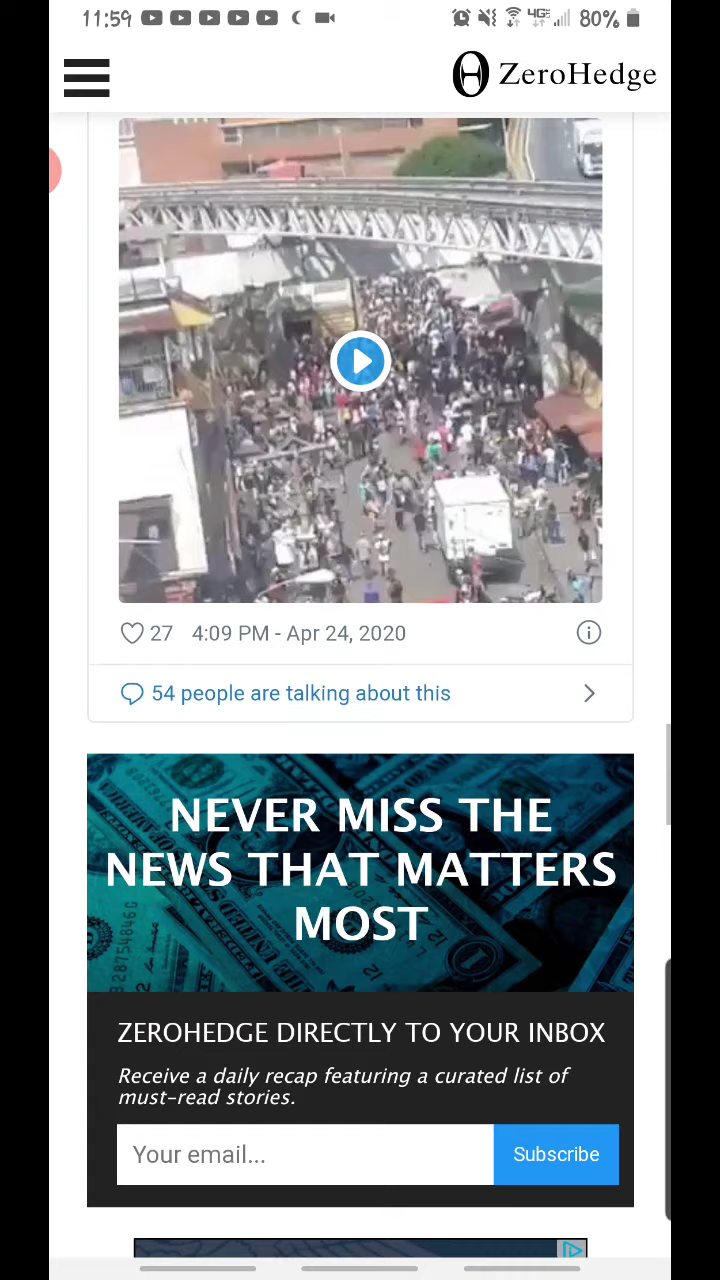 11:59 4GE 80%
ZeroHedge
27 4:09 PM - Apr 24, 2020
54 people are talking about this
NEVER MISS THE
NEWS THAT MATTERS
MOST
ZEROHEDGE DIRECTLY TO YOUR INBOX
Receive a daily recap featuring a curated list of
must-read stories.
Your email... Subscribe